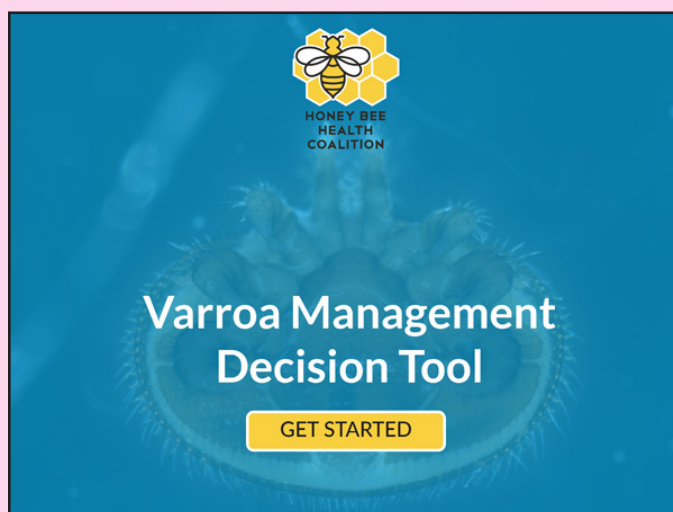 HONEY BEE
HEALTH
COALITION
Varroa Management
Decision Tool
GET STARTED